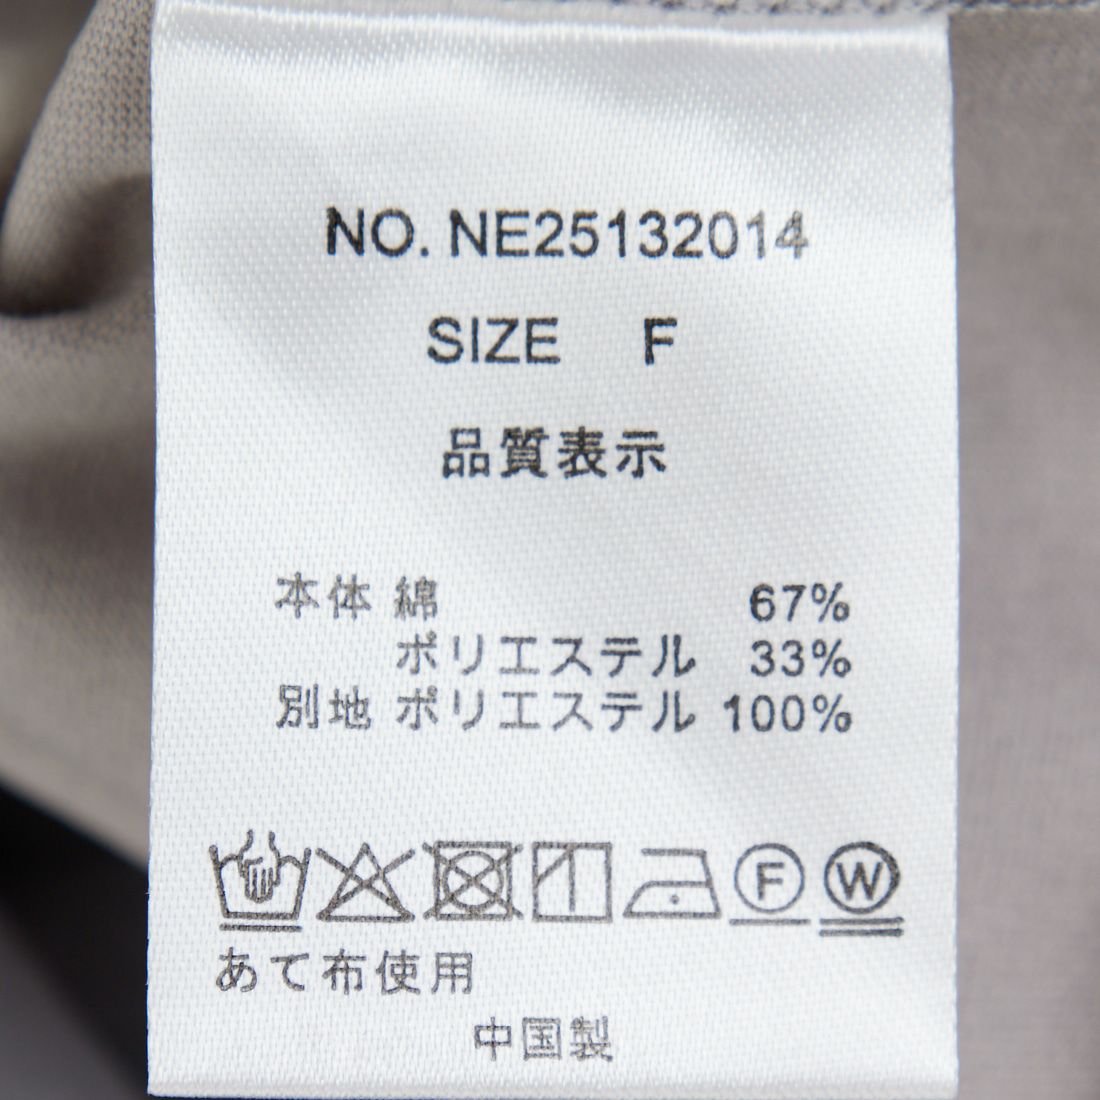 NO. NE25132014
SIZE F
品質表示
本体 綿 67%
ポリエステル 33%
別地 ポリエステル 100%
F W
あて布使用
中国製